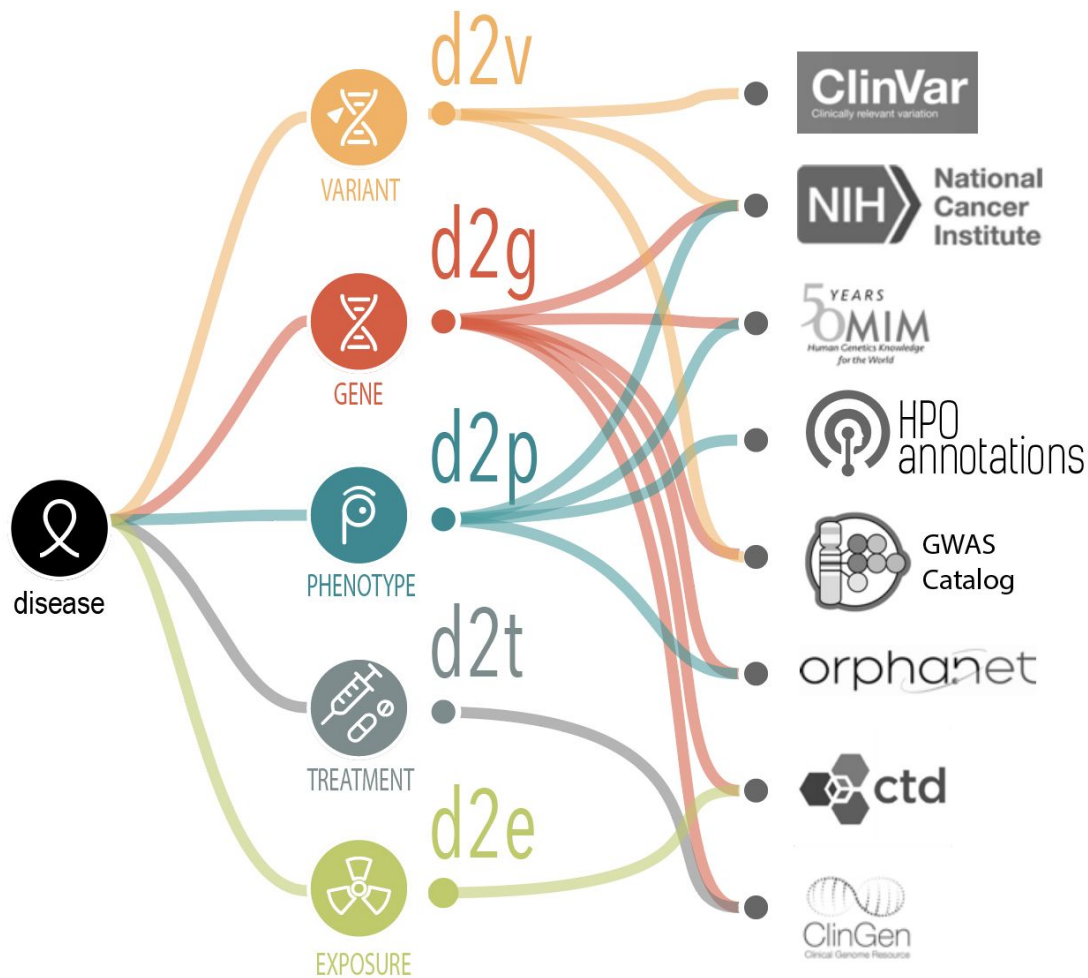 disease
VARIANT
GENE
PHENOTYPE
TREATMENT
EXPOSURE
d2v
d2g
d2p
d2t
d2e
ClinVar
Clinically relevant variation
NIH
National
Cancer
Institute
50 YEARS
OMIM
Human Genetics Knowledge
for the World
HPO
annotations
GWAS
Catalog
orphanet
ctd
ClinGen
Clinical Genome Resource